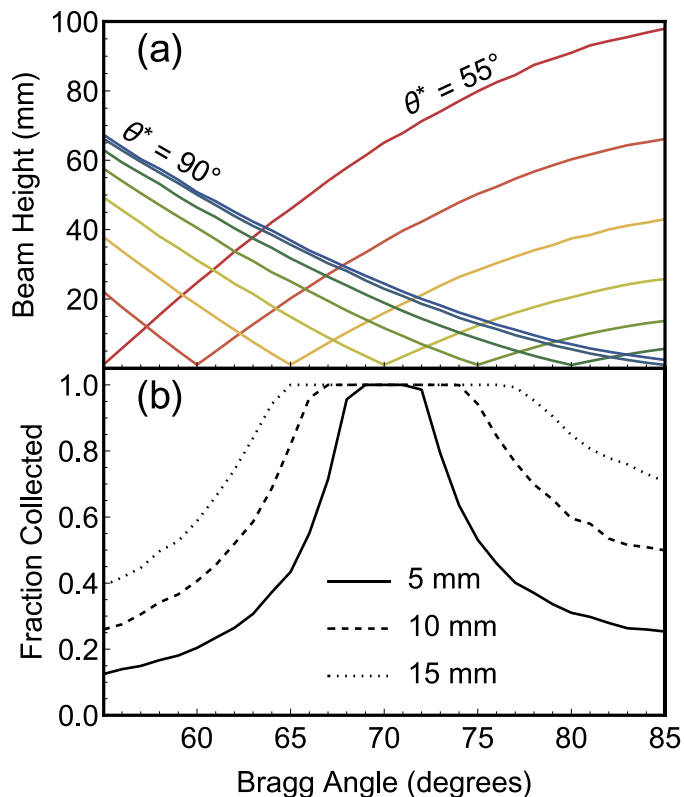 (a)
θ* = 55°
θ* = 90°
Beam Height (mm)
100
80
60
40
20
(b)
Fraction Collected
1.0
0.8
0.6
0.4
0.2
0.0
5 mm
10 mm
15 mm
60 65 70 75 80 85
Bragg Angle (degrees)